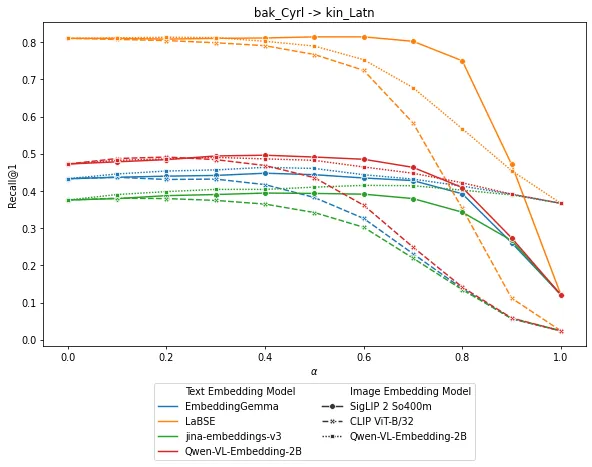 bak_Cyrl -> kin_Latn
Recall@1
0.8
0.7
0.6
0.5
0.4
0.3
0.2
0.1
0.0
0.0 0.2 0.4 0.6 0.8 1.0
α
Text Embedding Model
EmbeddingGemma
LaBSE
jina-embeddings-v3
Qwen-VL-Embedding-2B
Image Embedding Model
SigLIP 2 So400m
CLIP ViT-B/32
Qwen-VL-Embedding-2B